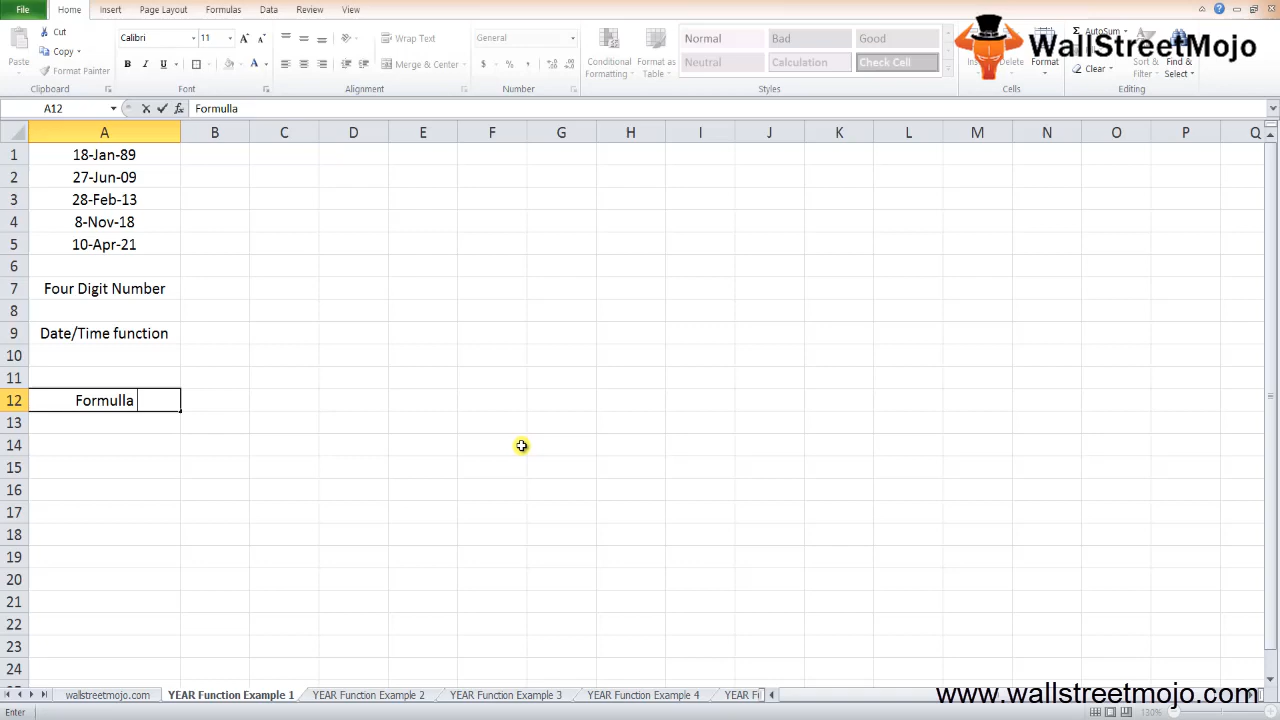 File Home Insert Page Layout Formulas Data Review View
Paste Cut Calibri 11 Wrap Text General Conditional Formatting Format as Table Normal Bad Good Delete Format AutoSum WallStreetMojo
Copy
Format Painter B I U A Merge & Center $ % , Neutral Calculation Check Cell Clear Sort & Filter Find & Select
Clipboard Font Alignment Number Styles Cells Editing
A12 fx Formulla
A B C D E F G H I J K L M N O P Q
1 18-Jan-89
2 27-Jun-09
3 28-Feb-13
4 8-Nov-18
5 10-Apr-21
6
7 Four Digit Number
8
9 Date/Time function
10
11
12 Formulla
13
14
15
16
17
18
19
20
21
22
23
24
wallstreetmojo.com YEAR Function Example 1 YEAR Function Example 2 YEAR Function Example 3 YEAR Function Example 4 YEAR F www.wallstreetmojo.com
Enter 130%